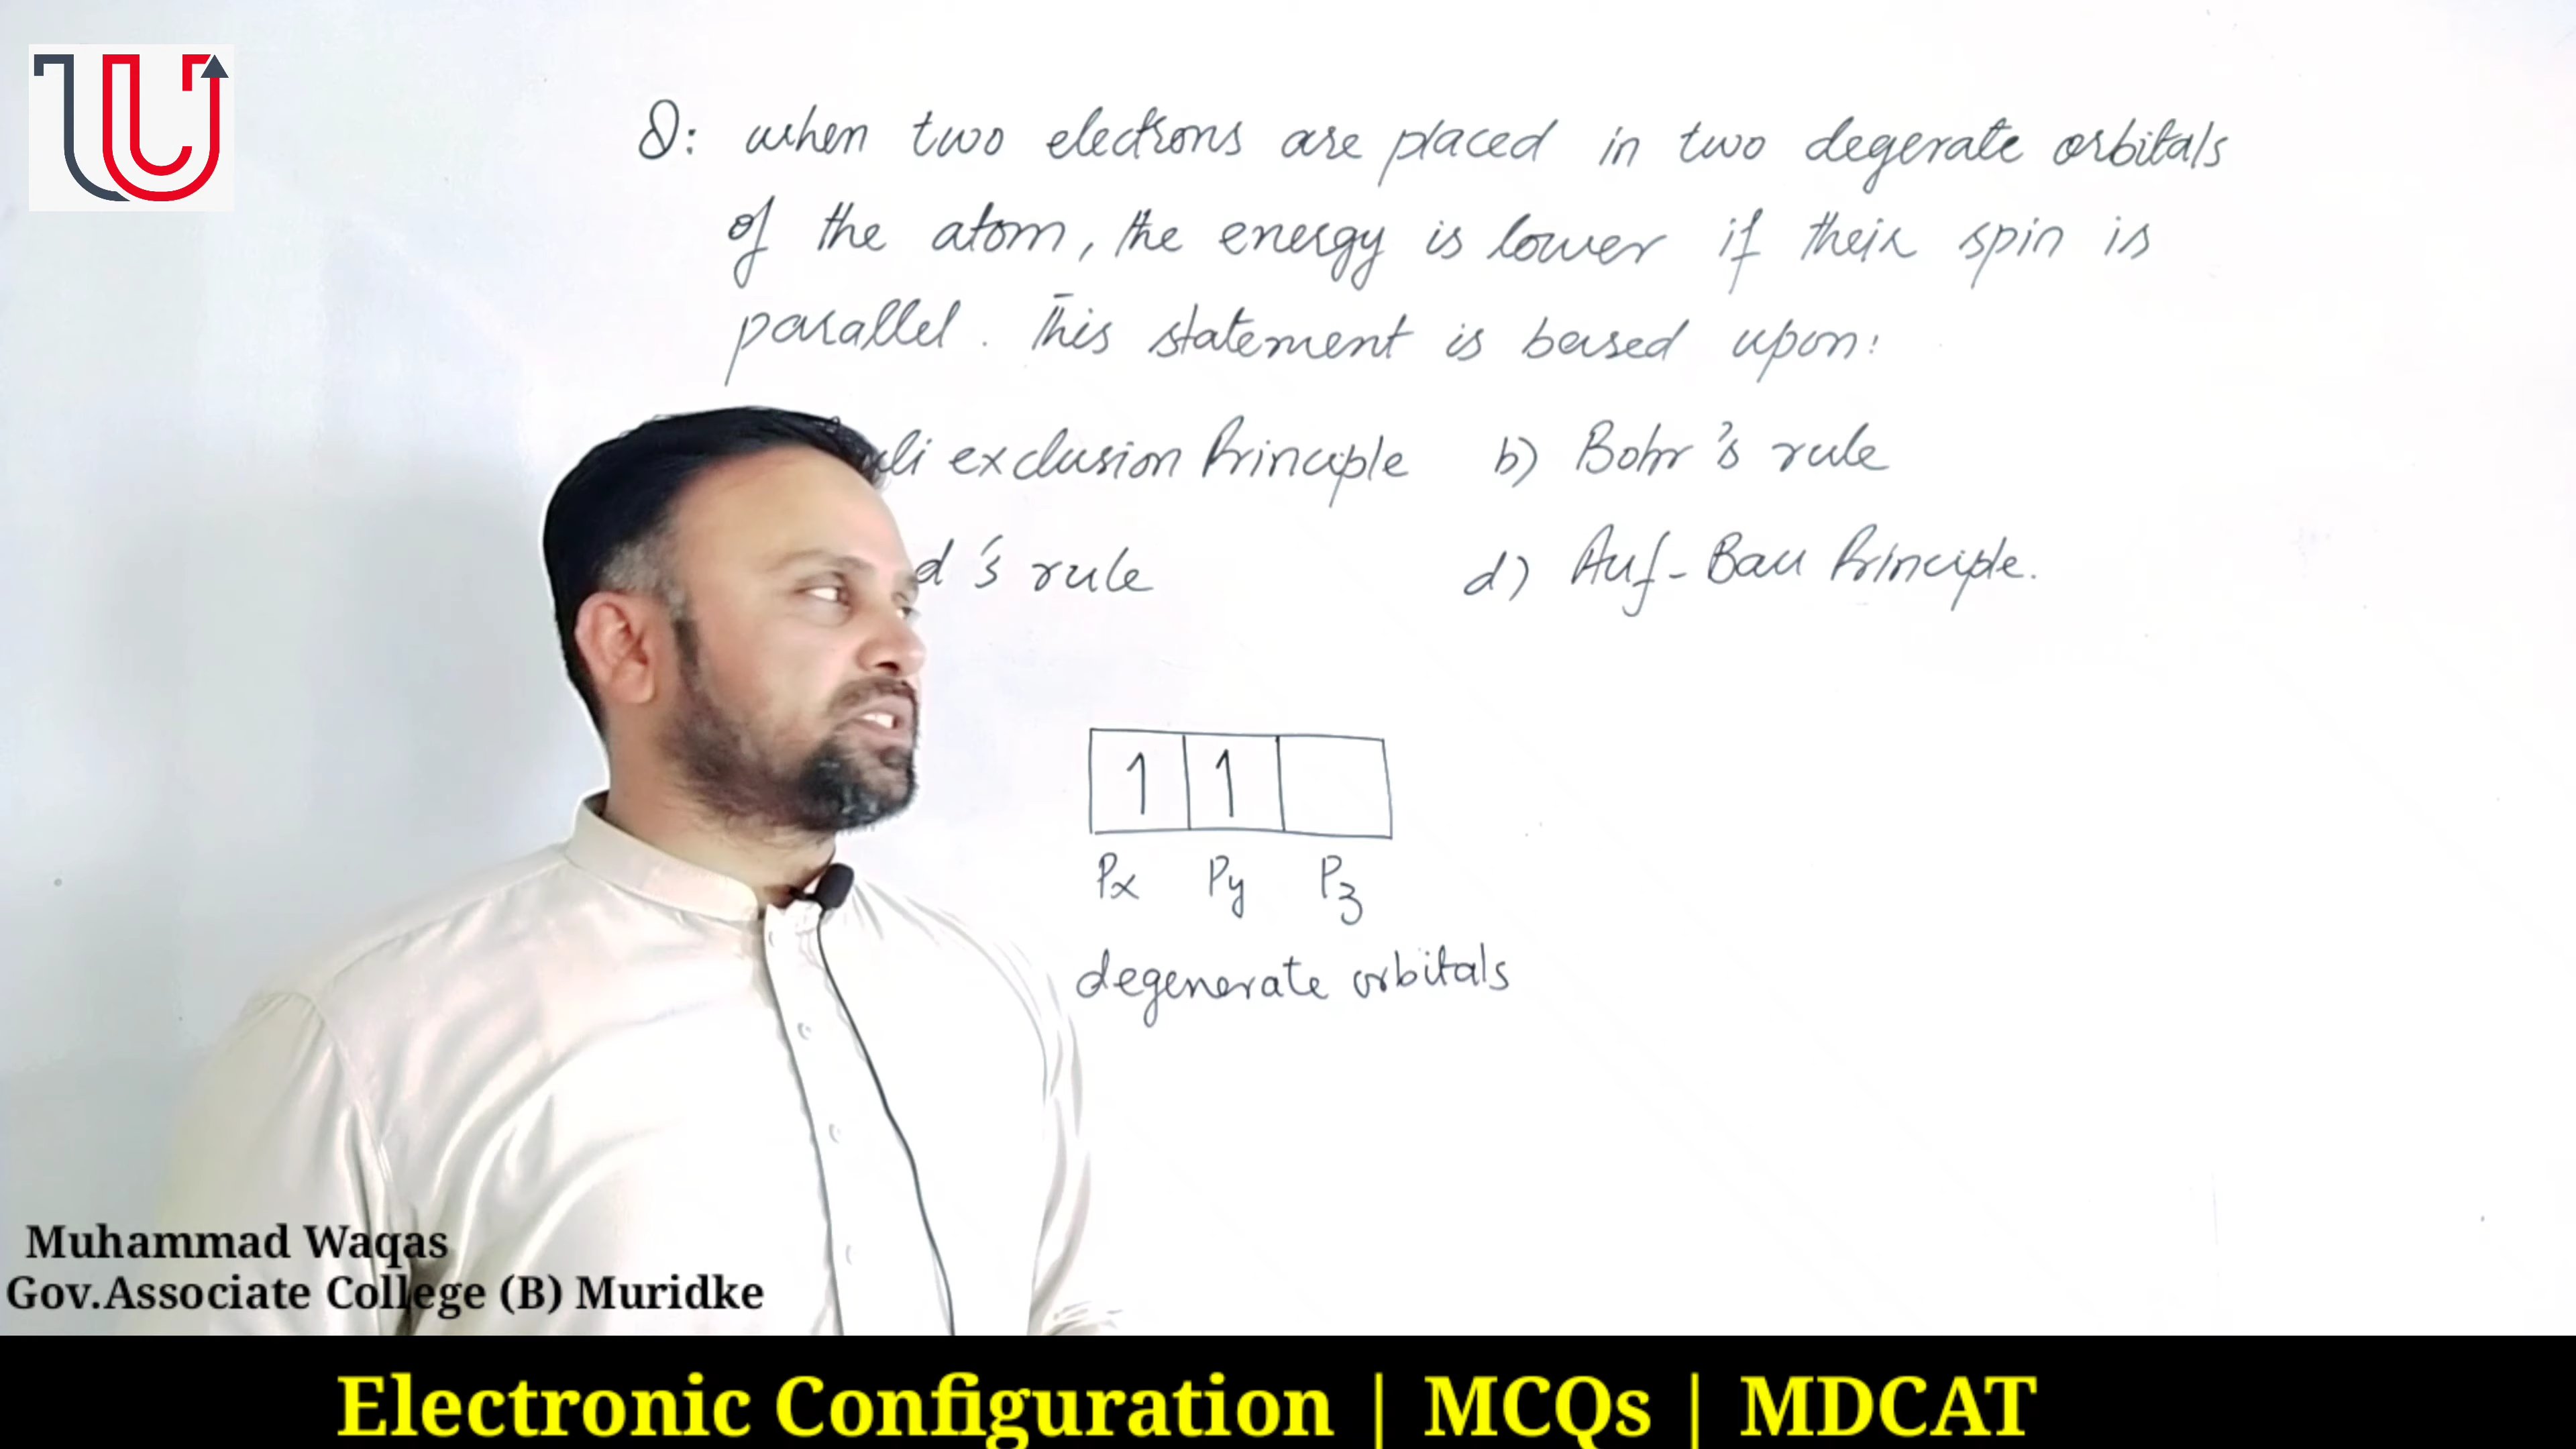 Q: when two electrons are placed in two degerate orbitals
of the atom, the energy is lower if their spin is
parallel. This statement is based upon:
exclusion Principle b) Bohr's rule
rule d) Auf-Bau Principle.
1 1
Px Py Pz
degenerate orbitals
Muhammad Waqas
Gov.Associate College (B) Muridke
Electronic Configuration | MCQs | MDCAT